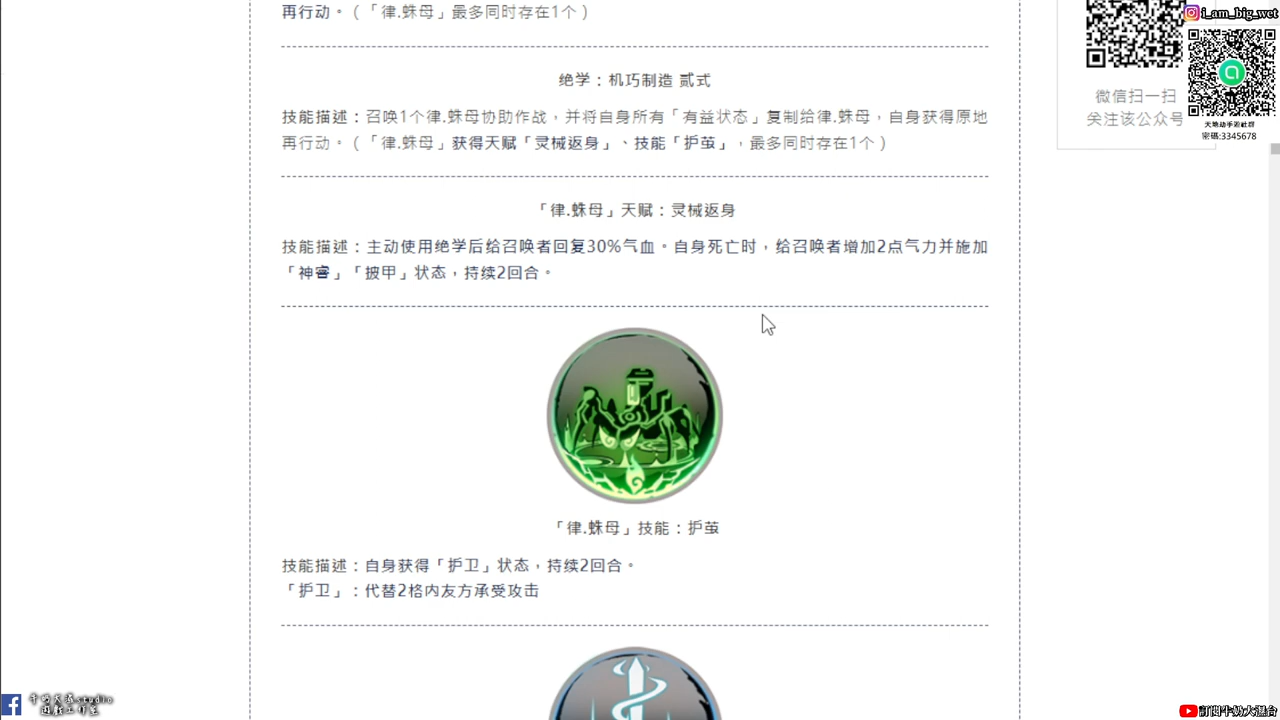 再行动。（「律.蛛母」最多同时存在1个）
绝学：机巧制造 贰式
技能描述：召唤1个律.蛛母协助作战，并将自身所有「有益状态」复制给律.蛛母，自身获得原地
再行动。（「律.蛛母」获得天赋「灵械返身」、技能「护茧」，最多同时存在1个）
「律.蛛母」天赋：灵械返身
技能描述：主动使用绝学后给召唤者回复30%气血。自身死亡时，给召唤者增加2点气力并施加
「神睿」「披甲」状态，持续2回合。
「律.蛛母」技能：护茧
技能描述：自身获得「护卫」状态，持续2回合。
「护卫」：代替2格内友方承受攻击
微信扫一扫
关注该公众号
i_am_big_wet
天地劫手游社群
密碼:3345678
studio